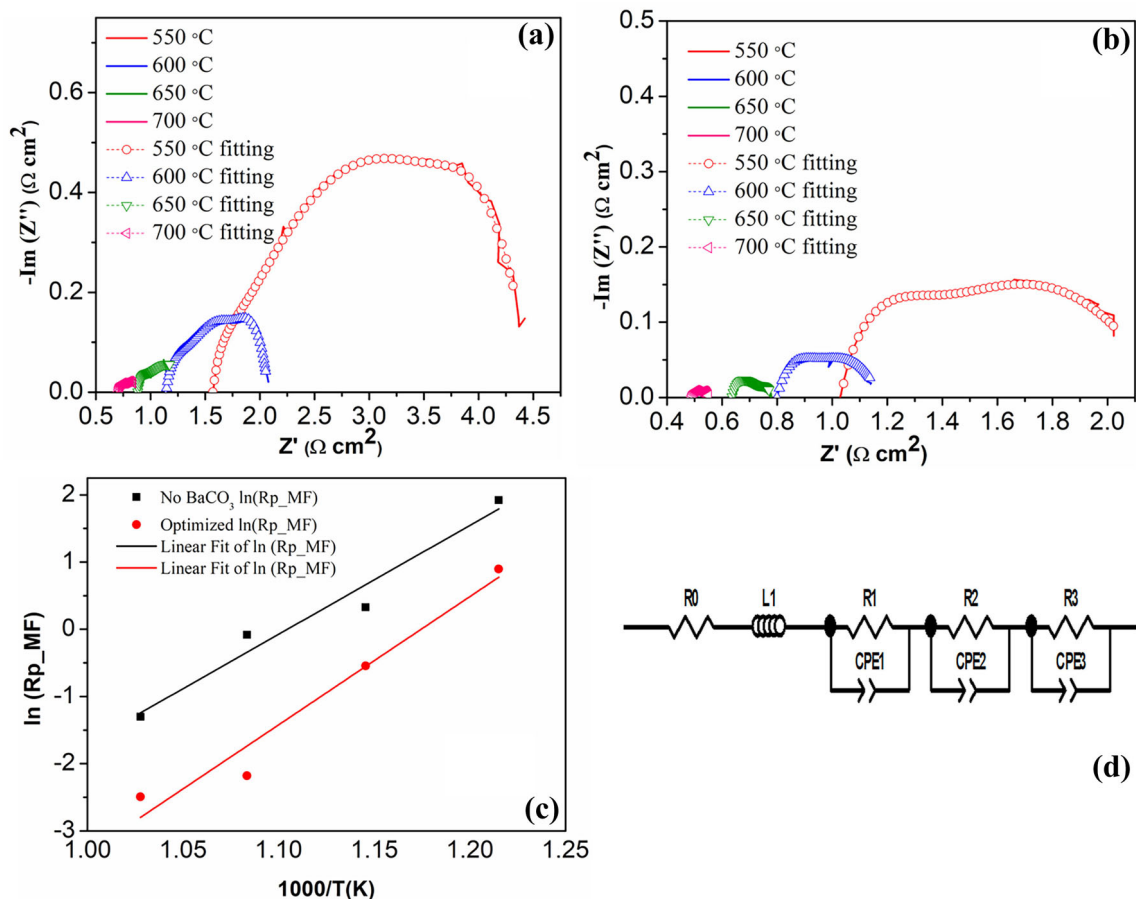 (a)
550 °C
600 °C
650 °C
700 °C
550 °C fitting
600 °C fitting
650 °C fitting
700 °C fitting
-Im (Z'') (Ω cm²)
0.6
0.4
0.2
0.0
0.5 1.0 1.5 2.0 2.5 3.0 3.5 4.0 4.5
Z' (Ω cm²)
(b)
550 °C
600 °C
650 °C
700 °C
550 °C fitting
600 °C fitting
650 °C fitting
700 °C fitting
-Im (Z'') (Ω cm²)
0.5
0.4
0.3
0.2
0.1
0.0
0.4 0.6 0.8 1.0 1.2 1.4 1.6 1.8 2.0
Z' (Ω cm²)
No BaCO₃ ln(Rp_MF)
Optimized ln(Rp_MF)
Linear Fit of ln (Rp_MF)
Linear Fit of ln (Rp_MF)
ln (Rp_MF)
2
1
0
-1
-2
-3
(c)
1.00 1.05 1.10 1.15 1.20 1.25
1000/T(K)
R0 L1 R1 R2 R3
CPE1 CPE2 CPE3
(d)